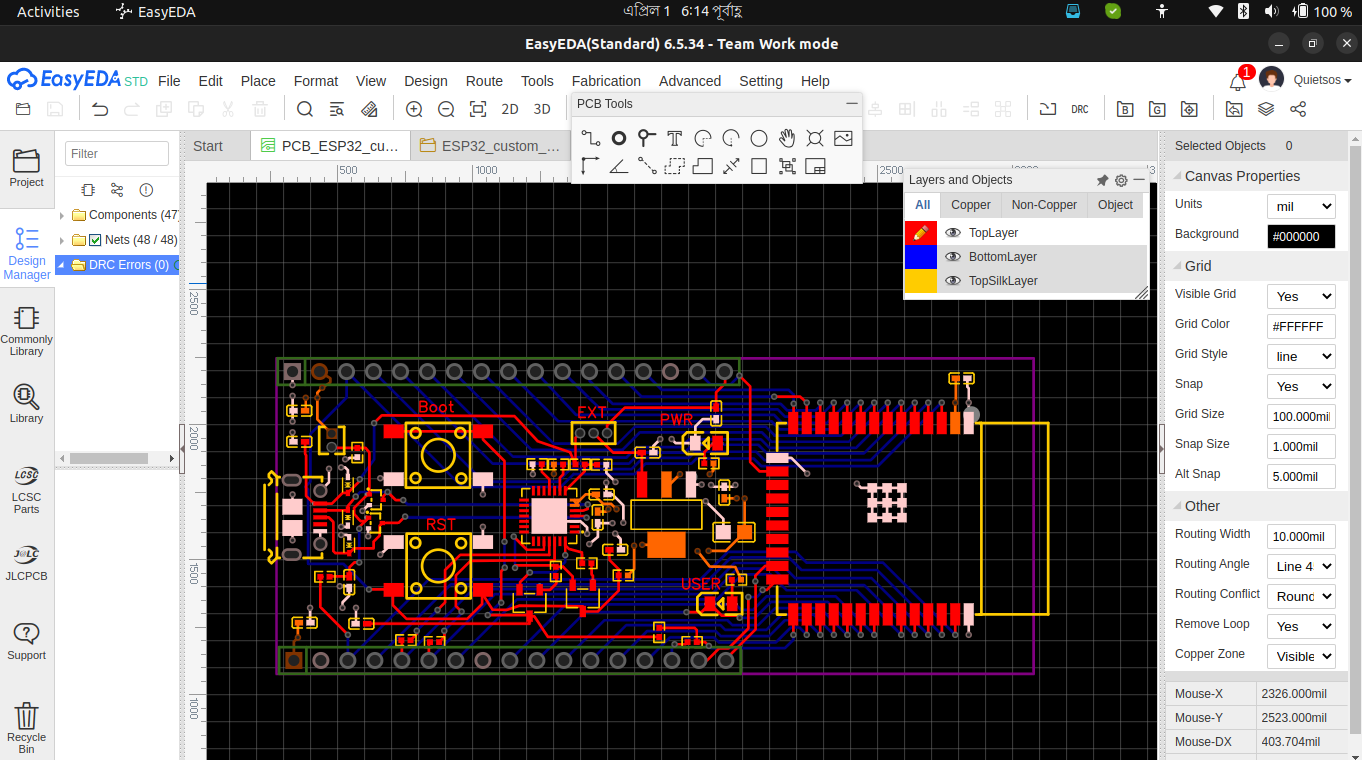 Activities
EasyEDA
এপ্রিল 1 6:14 পূর্বাহ্ণ
100 %
EasyEDA(Standard) 6.5.34 - Team Work mode
EasyEDA STD
File Edit Place Format View Design Route Tools Fabrication Advanced Setting Help
1
Quietsos
2D 3D
DRC
B G
PCB Tools
Filter
Start
PCB_ESP32_cu...
ESP32_custom_...
Project
Design Manager
Commonly Library
Library
LCSC
LCSC Parts
J@LC
JLCPCB
Support
Recycle Bin
Components (47
Nets (48 / 48)
DRC Errors (0)
500
1000
2500
2500
2000
1500
1000
Layers and Objects
All Copper Non-Copper Object
TopLayer
BottomLayer
TopSilkLayer
Boot
EXT
PWR
RST
USER
Selected Objects 0
Canvas Properties
Units mil
Background #000000
Grid
Visible Grid Yes
Grid Color #FFFFFF
Grid Style line
Snap Yes
Grid Size 100.000mil
Snap Size 1.000mil
Alt Snap 5.000mil
Other
Routing Width 10.000mil
Routing Angle Line 4
Routing Conflict Roun
Remove Loop Yes
Copper Zone Visible
Mouse-X 2326.000mil
Mouse-Y 2523.000mil
Mouse-DX 403.704mil